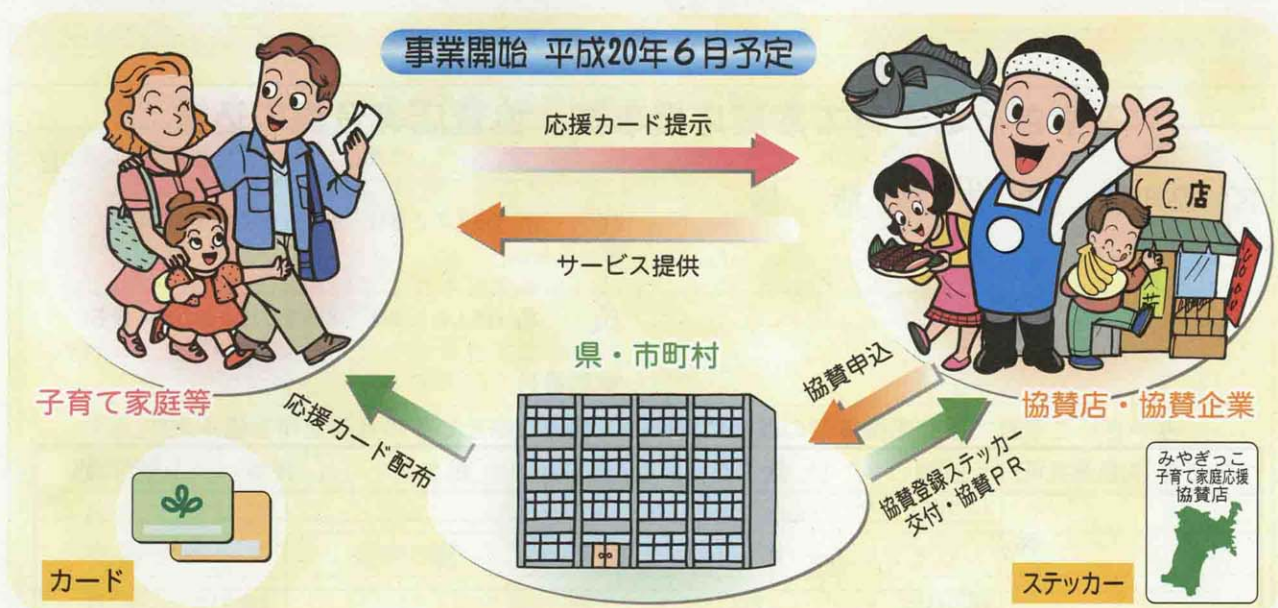 事業開始 平成20年6月予定
応援カード提示
サービス提供
店
県・市町村
子育て家庭等
応援カード配布
協賛申込
協賛登録ステッカー
交付・協賛PR
協賛店・協賛企業
みやぎっこ
子育て家庭応援
協賛店
カード
ステッカー